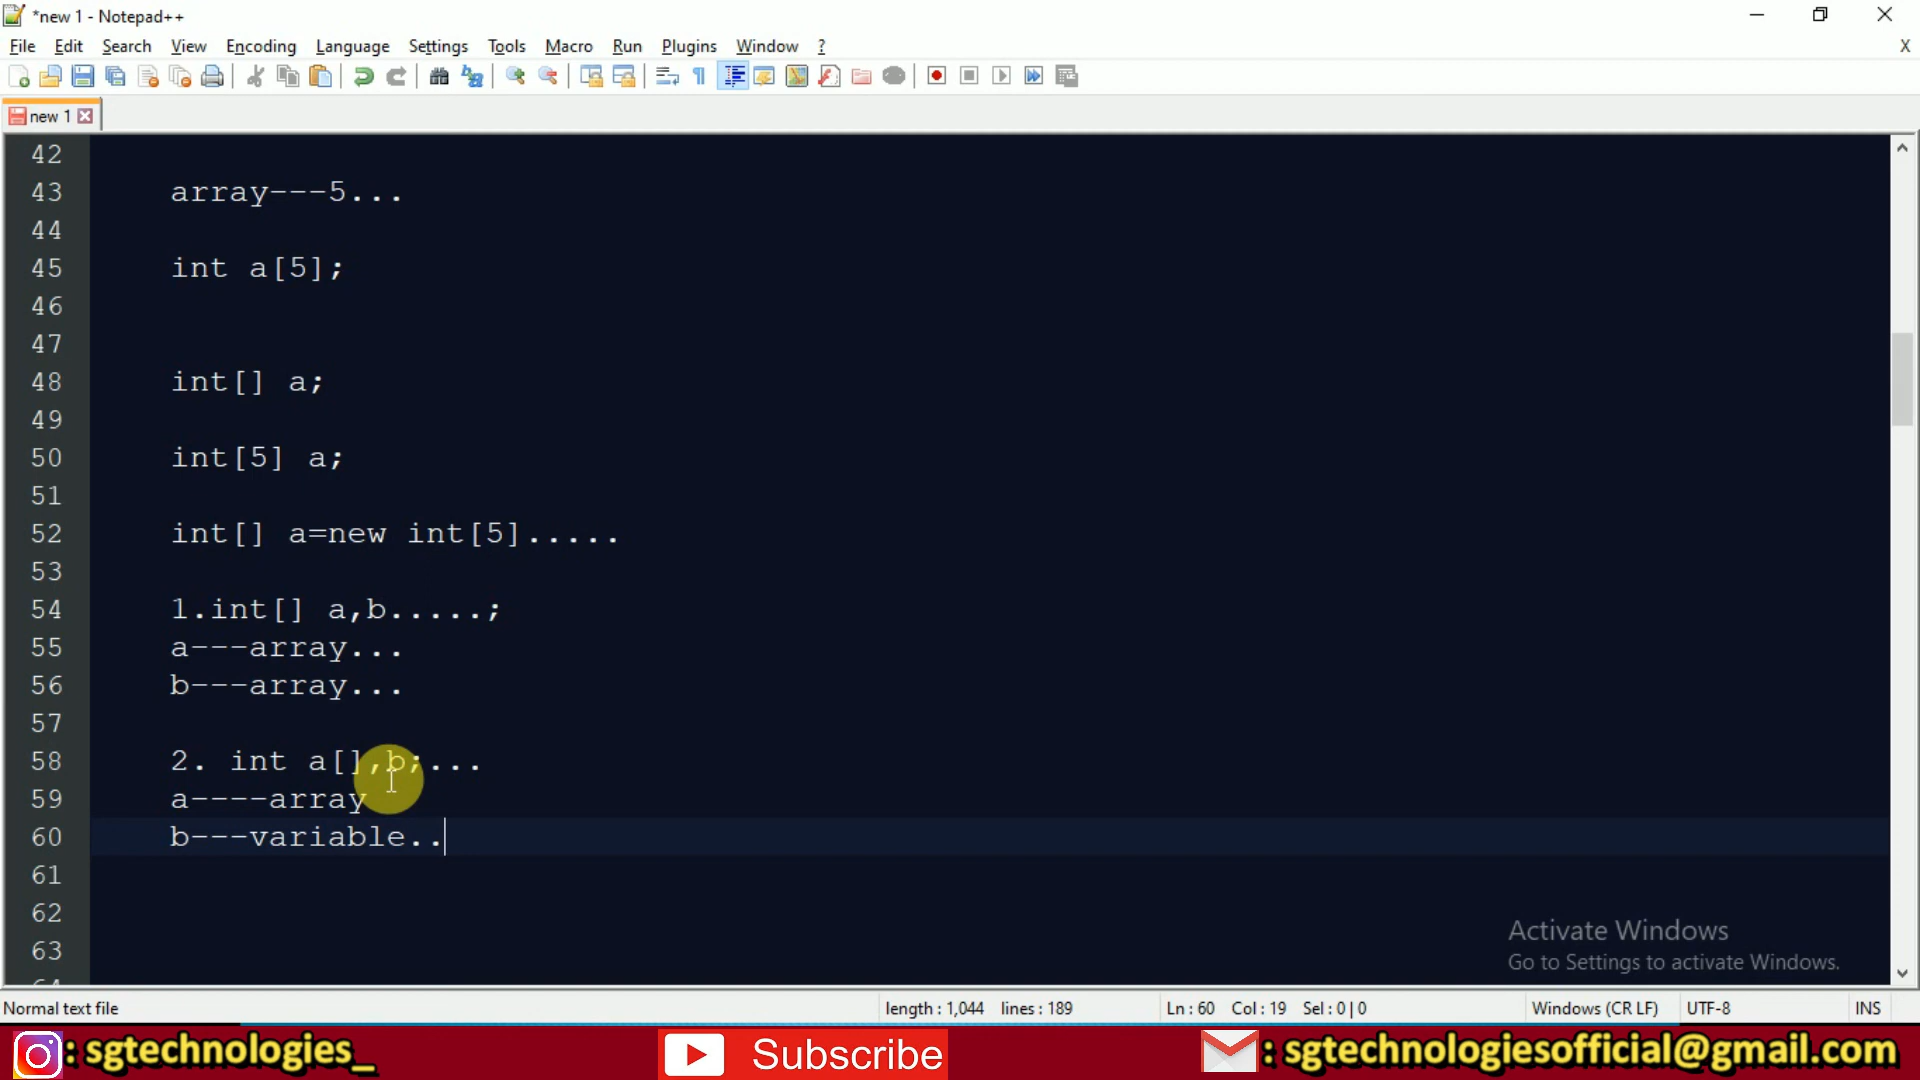 *new 1 - Notepad++
File Edit Search View Encoding Language Settings Tools Macro Run Plugins Window ? X
new 1
42
43 array---5...
44
45 int a[5];
46
47
48 int[] a;
49
50 int[5] a;
51
52 int[] a=new int[5].....
53
54 1.int[] a,b.....;
55 a---array...
56 b---array...
57
58 2. int a[],b;...
59 a----array
60 b---variable..
61
62
63
Activate Windows
Go to Settings to activate Windows.
Normal text file length : 1,044 lines : 189 Ln : 60 Col : 19 Sel : 0 | 0 Windows (CR LF) UTF-8 INS
: sgtechnologies_ Subscribe : sgtechnologiesofficial@gmail.com